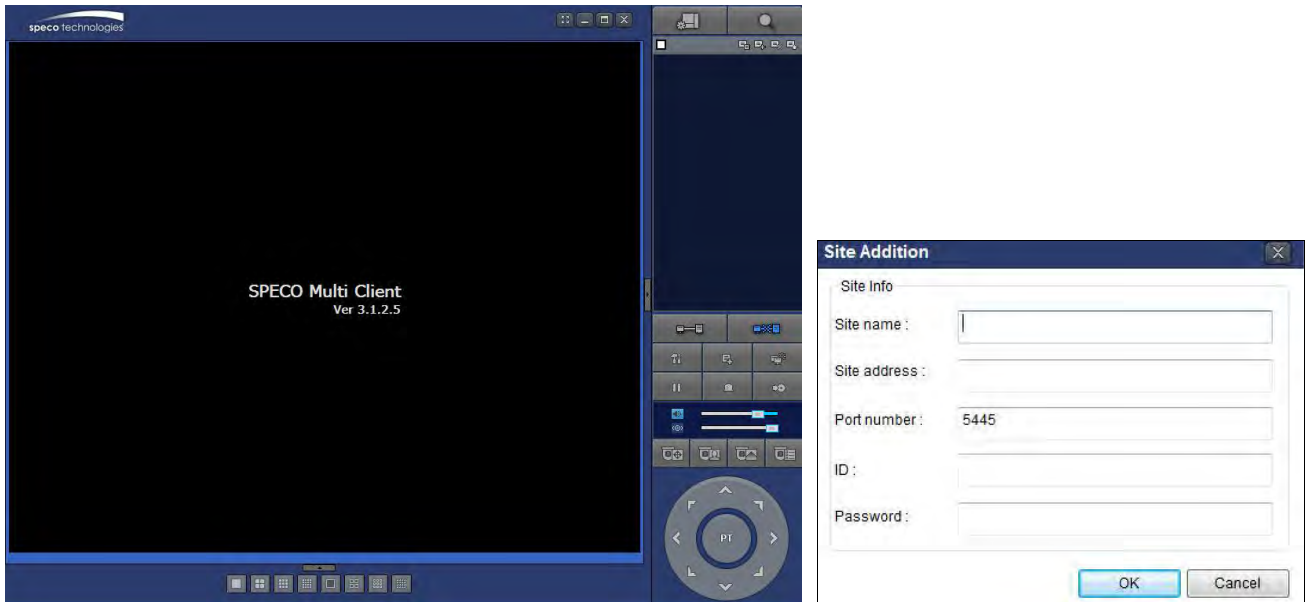 speco technologies
SPECO Multi Client
Ver 3.1.2.5
PT
Site Addition
Site Info
Site name :
Site address :
Port number :
5445
ID :
Password :
OK
Cancel